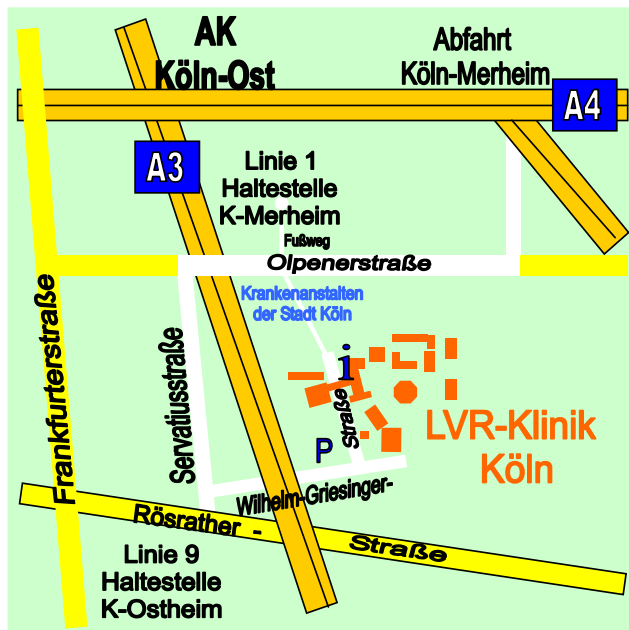 AK
Köln-Ost
Abfahrt
Köln-Merheim
A4
A3
Linie 1
Haltestelle
K-Merheim
Fußweg
Olpenerstraße
Krankenanstalten
der Stadt Köln
Frankfurterstraße
Servatiusstraße
i
Straße
P
LVR-Klinik
Köln
Wilhelm-Griesinger-
Rösrather -
Straße
Linie 9
Haltestelle
K-Ostheim